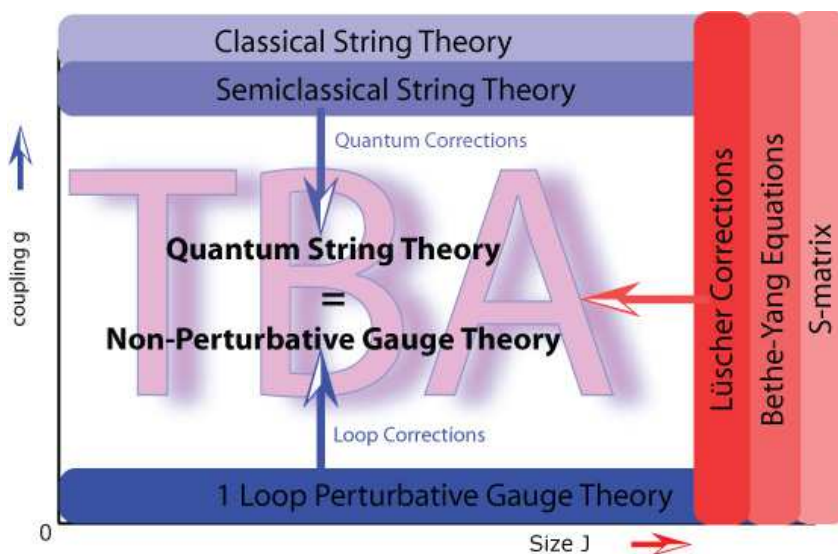 Classical String Theory
Semiclassical String Theory
Quantum Corrections
TBA
Quantum String Theory
=
Non-Perturbative Gauge Theory
Loop Corrections
1 Loop Perturbative Gauge Theory
Lüscher Corrections
Bethe-Yang Equations
S-matrix
coupling g
0
Size J